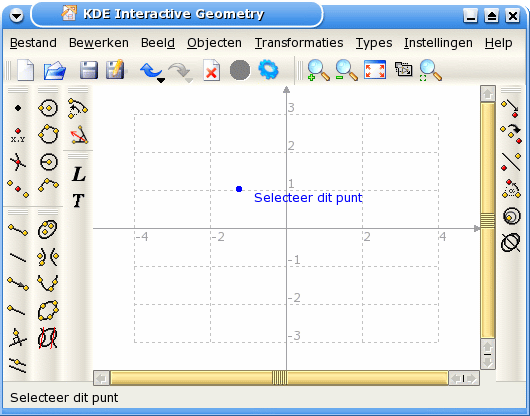 KDE Interactive Geometry
Bestand Bewerken Beeld Objecten Transformaties Types Instellingen Help
X,Y
L
T
3
2
1
Selecteer dit punt
-4 -2 2 4
-1
-2
-3
Selecteer dit punt